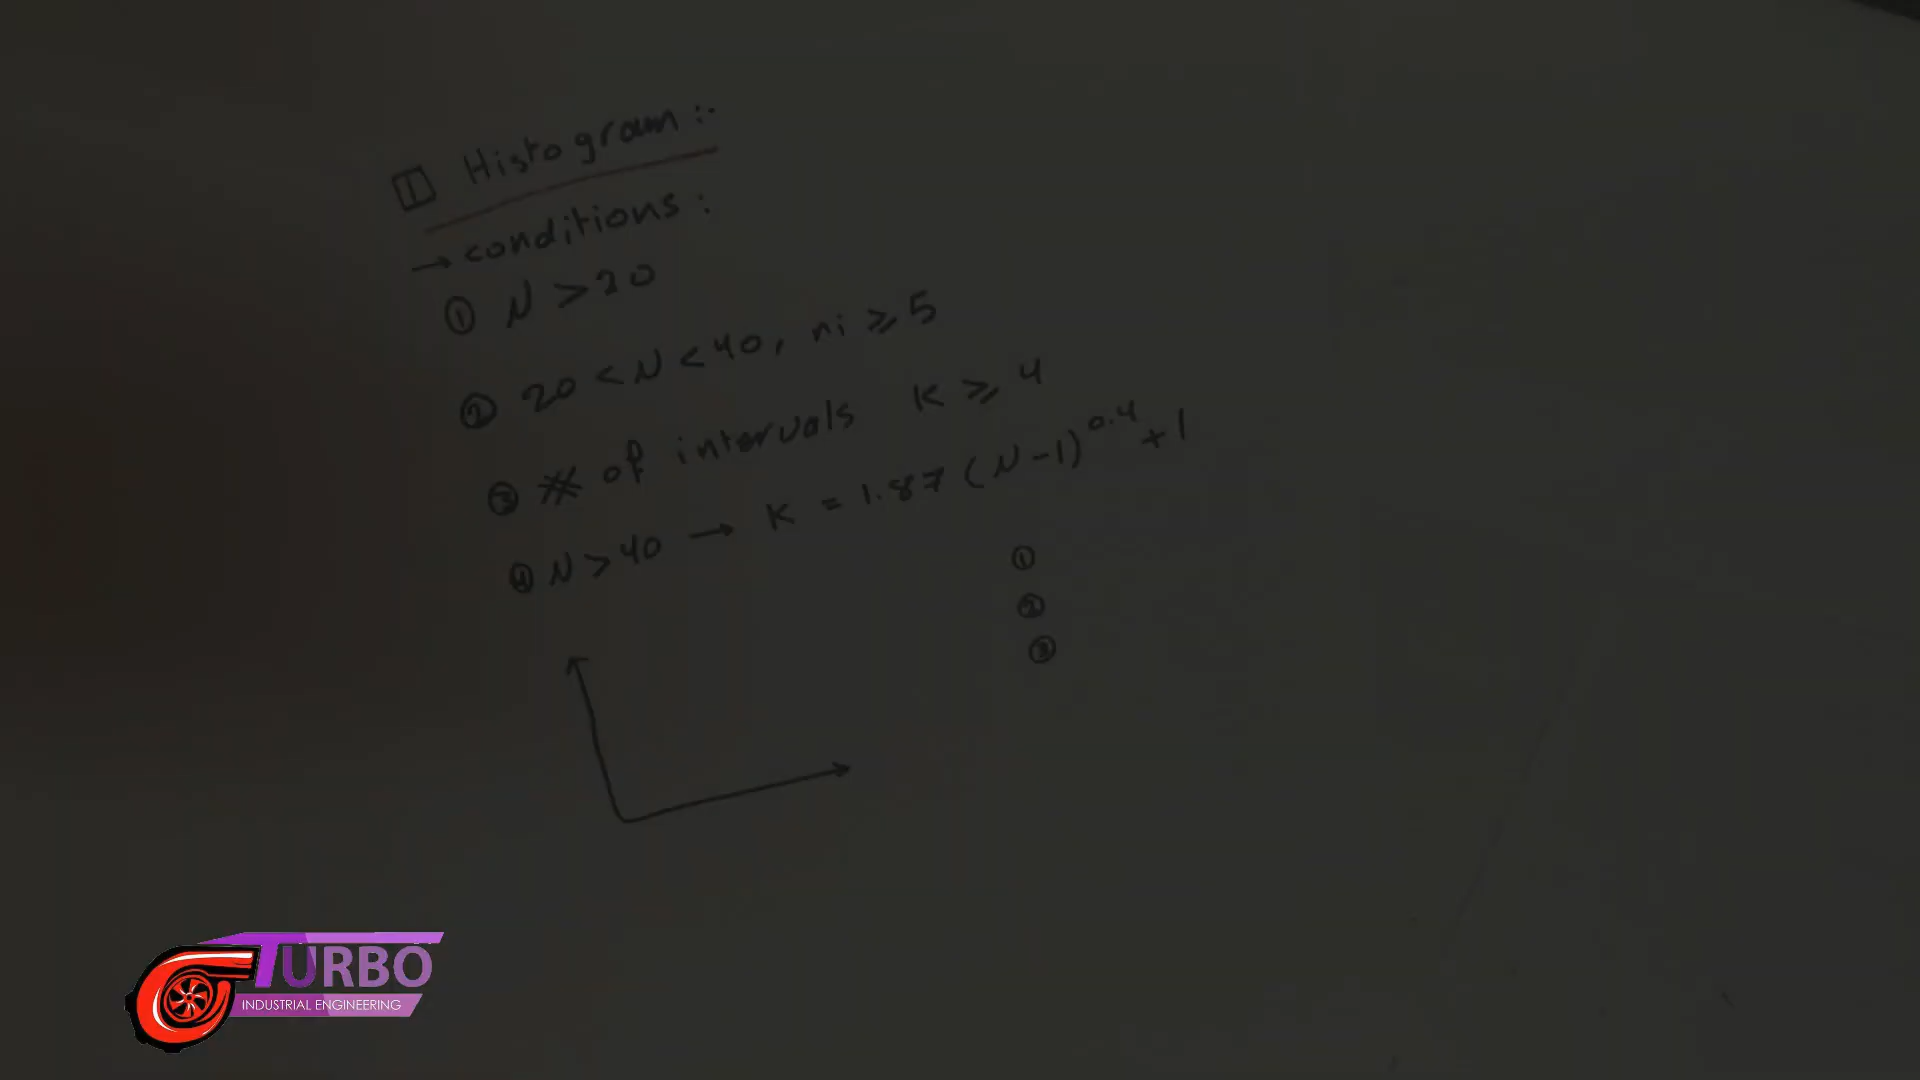 1 Histogram :-
→ conditions :
① N > 20
② 20 < N < 40, ni ≥ 5
③ # of intervals K ≥ 4
④ N > 40 → K = 1.87 (N-1)^0.4 + 1
①
②
③
TURBO
INDUSTRIAL ENGINEERING